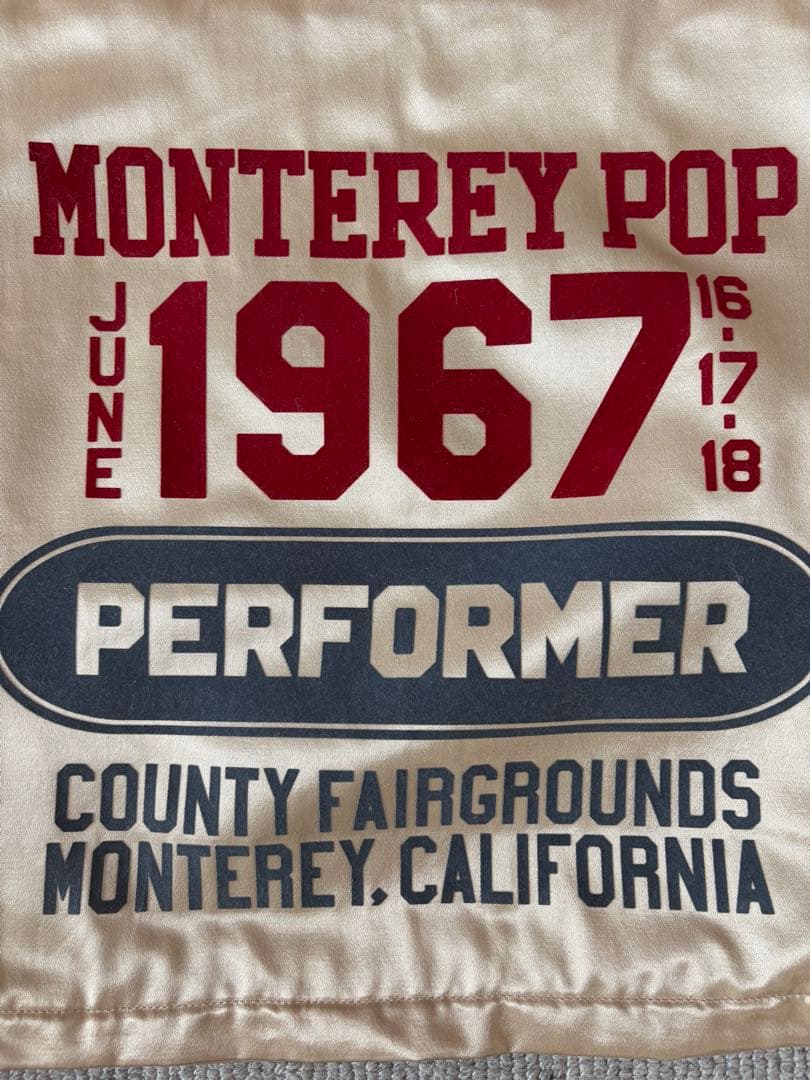 MONTEREY POP
JUNE 1967 16·17·18
PERFORMER
COUNTY FAIRGROUNDS
MONTEREY, CALIFORNIA